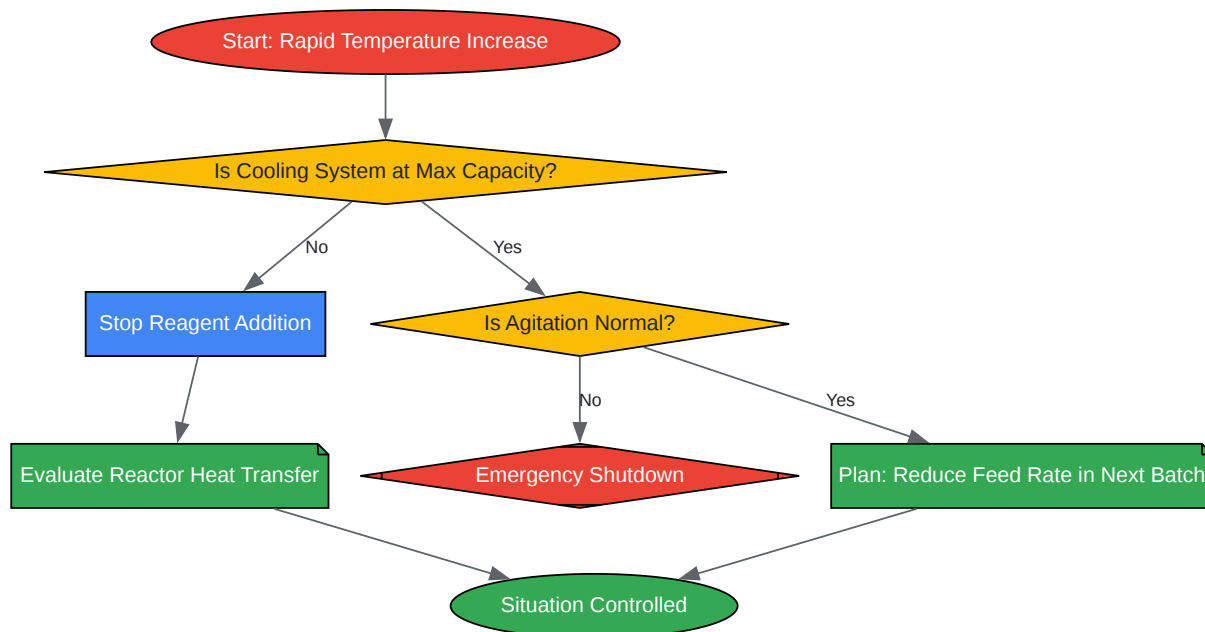 Start: Rapid Temperature Increase
Is Cooling System at Max Capacity?
No
Yes
Stop Reagent Addition
Is Agitation Normal?
No
Yes
Evaluate Reactor Heat Transfer
Emergency Shutdown
Plan: Reduce Feed Rate in Next Batch
Situation Controlled